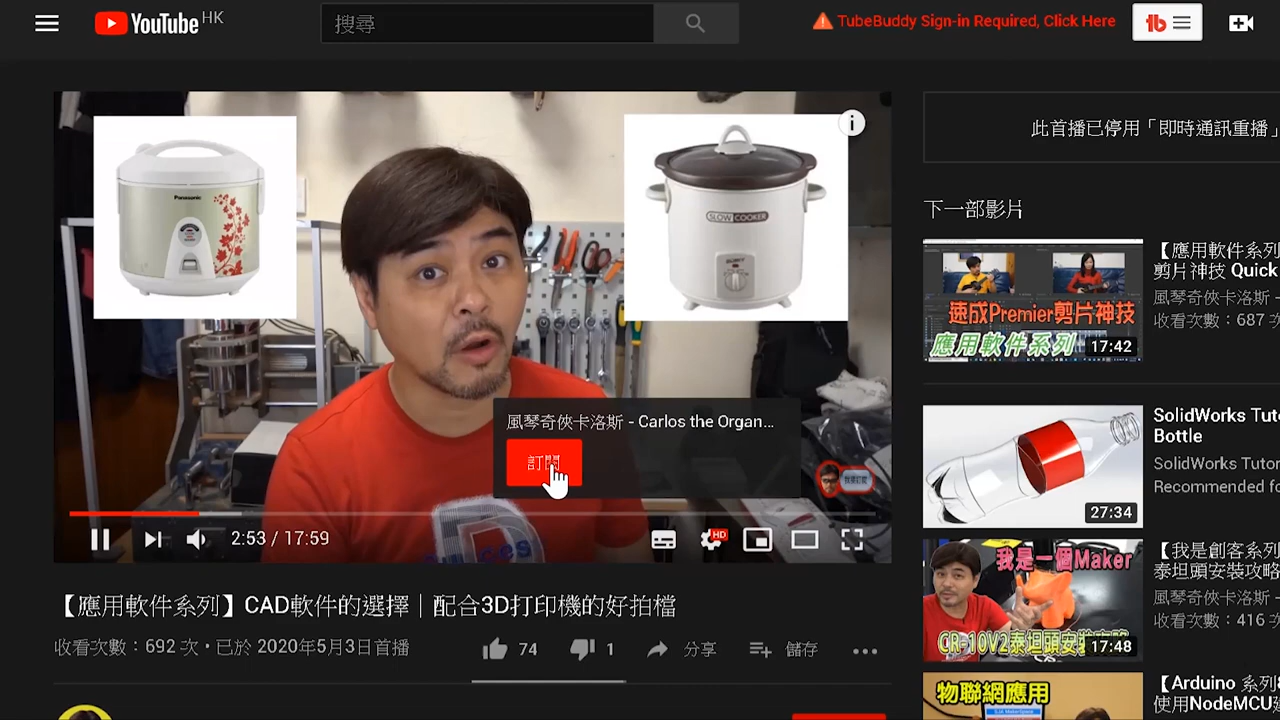 YouTube HK
搜尋
TubeBuddy Sign-in Required, Click Here
Panasonic
SLOW COOKER
風琴奇俠卡洛斯 - Carlos the Organ...
訂閱
2:53 / 17:59
HD
【應用軟件系列】CAD軟件的選擇｜配合3D打印機的好拍檔
收看次數：692 次 • 已於 2020年5月3日首播
74
1
分享
儲存
此首播已停用「即時通訊重播」
下一部影片
速成Premier剪片神技
應用軟件系列
17:42
【應用軟件系列
剪片神技 Quick
風琴奇俠卡洛斯 -
收看次數：687 次
27:34
SolidWorks Tuto
Bottle
SolidWorks Tutor
Recommended fo
我是一個Maker
CR-10V2泰坦頭安裝
17:48
【我是創客系列
泰坦頭安裝攻略
風琴奇俠卡洛斯 -
收看次數：416 次
物聯網應用
【Arduino 系列
使用NodeMCU